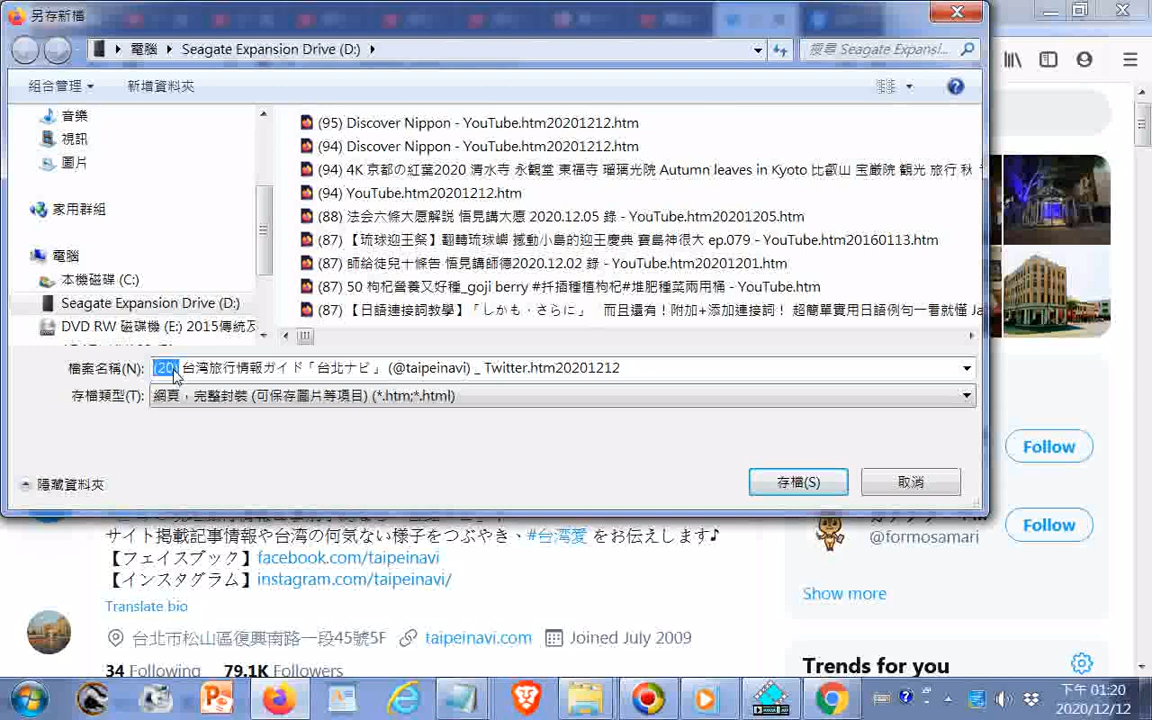 另存新檔
電腦 Seagate Expansion Drive (D:)
搜尋 Seagate Expansi...
組合管理 新增資料夾
音樂
視訊
圖片
家用群組
電腦
本機磁碟 (C:)
Seagate Expansion Drive (D:)
DVD RW 磁碟機 (E:) 2015傳統及
(95) Discover Nippon - YouTube.htm20201212.htm
(94) Discover Nippon - YouTube.htm20201212.htm
(94) 4K 京都の紅葉2020 清水寺 永観堂 東福寺 瑠璃光院 Autumn leaves in Kyoto 比叡山 宝厳院 観光 旅行 秋
(94) YouTube.htm20201212.htm
(88) 法会六條大愿解説 悟見講大愿 2020.12.05 錄 - YouTube.htm20201205.htm
(87) 【琉球迎王祭】翻轉琉球嶼 撼動小島的迎王慶典 寶島神很大 ep.079 - YouTube.htm20160113.htm
(87) 師給徒兒十條告 悟見講師德2020.12.02 錄 - YouTube.htm20201201.htm
(87) 50 枸杞營養又好種_goji berry #扦插種植枸杞#堆肥種菜兩用桶 - YouTube.htm
(87) 【日語連接詞教學】「しかも・さらに」 而且還有！附加+添加連接詞！ 超簡單實用日語例句一看就懂 Ja
檔案名稱(N): (20) 台湾旅行情報ガイド「台北ナビ」 (@taipeinavi) _ Twitter.htm20201212
存檔類型(T): 網頁，完整封裝 (可保存圖片等項目) (*.htm;*.html)
隱藏資料夾
存檔(S) 取消
サイト掲載記事情報や台湾の何気ない様子をつぶやき、#台湾愛 をお伝えします♪
【フェイスブック】facebook.com/taipeinavi
【インスタグラム】instagram.com/taipeinavi/
Translate bio
台北市松山區復興南路一段45號5F taipeinavi.com Joined July 2009
34 Following 79.1K Followers
Follow
Follow
@formosamari
Show more
Trends for you
下午 01:20
2020/12/12